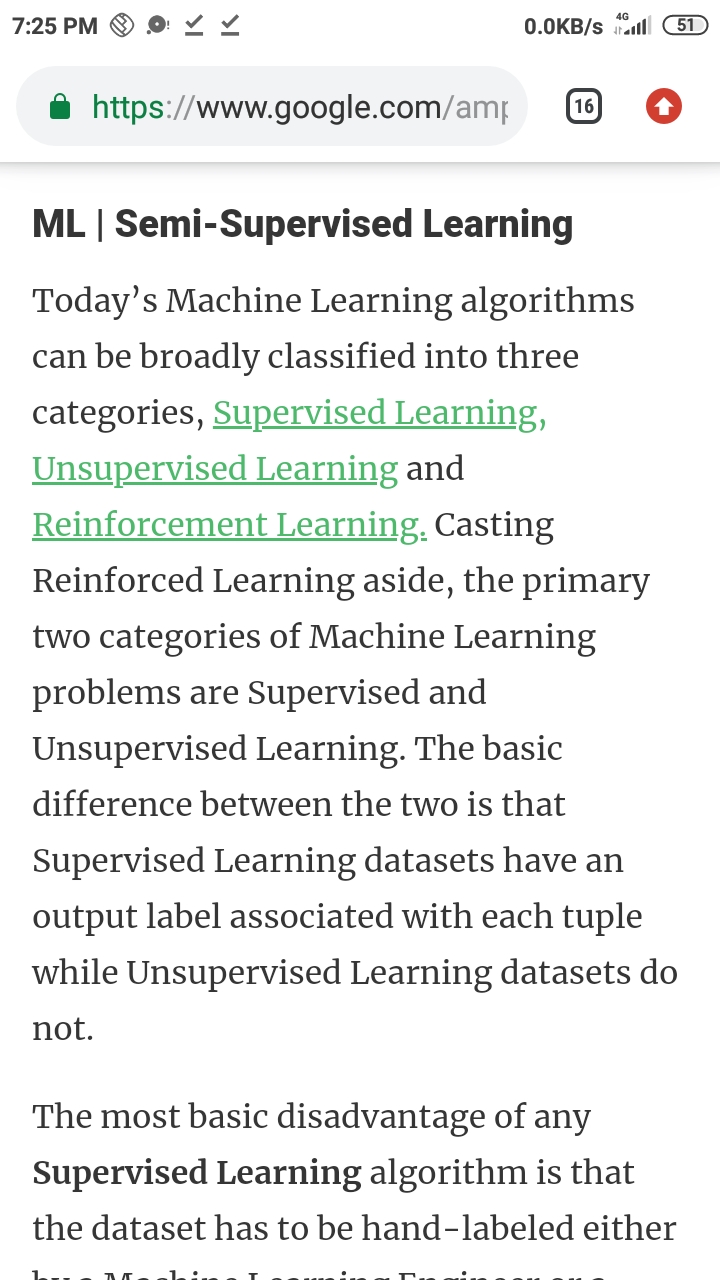 7:25 PM 0.0KB/s 4G 51
https://www.google.com/amp 16
ML | Semi-Supervised Learning
Today’s Machine Learning algorithms
can be broadly classified into three
categories, Supervised Learning,
Unsupervised Learning and
Reinforcement Learning. Casting
Reinforced Learning aside, the primary
two categories of Machine Learning
problems are Supervised and
Unsupervised Learning. The basic
difference between the two is that
Supervised Learning datasets have an
output label associated with each tuple
while Unsupervised Learning datasets do
not.
The most basic disadvantage of any
Supervised Learning algorithm is that
the dataset has to be hand-labeled either
by a Machine Learning Engineer or a